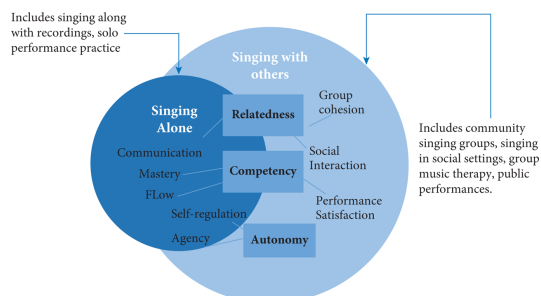 Includes singing along
with recordings, solo
performance practice
Singing with
others
Singing
Alone
Relatedness
Group
cohesion
Communication
Social
Interaction
Mastery
Competency
FLow
Performance
Satisfaction
Self-regulation
Agency
Autonomy
Includes community
singing groups, singing
in social settings, group
music therapy, public
performances.